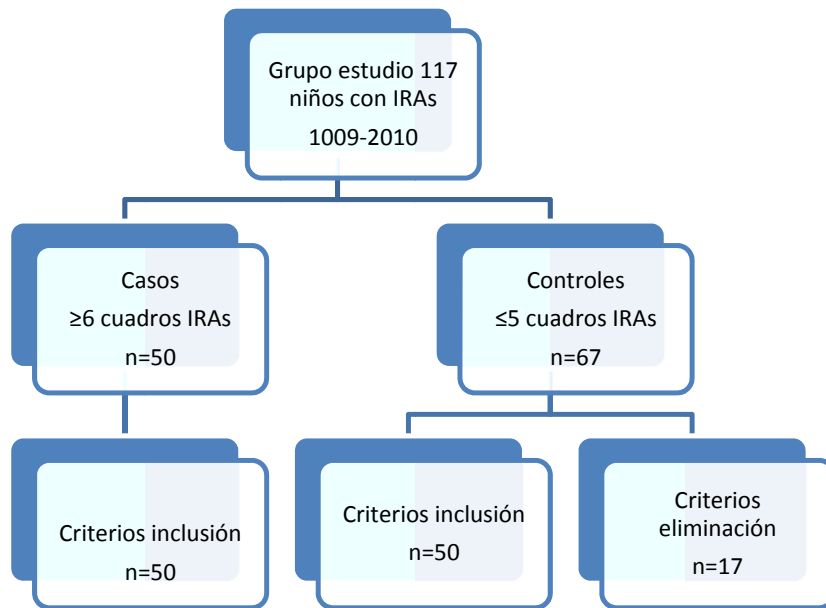 Grupo estudio 117
niños con IRAs
1009-2010
Casos
≥6 cuadros IRAs
n=50
Controles
≤5 cuadros IRAs
n=67
Criterios inclusión
n=50
Criterios inclusión
n=50
Criterios
eliminación
n=17